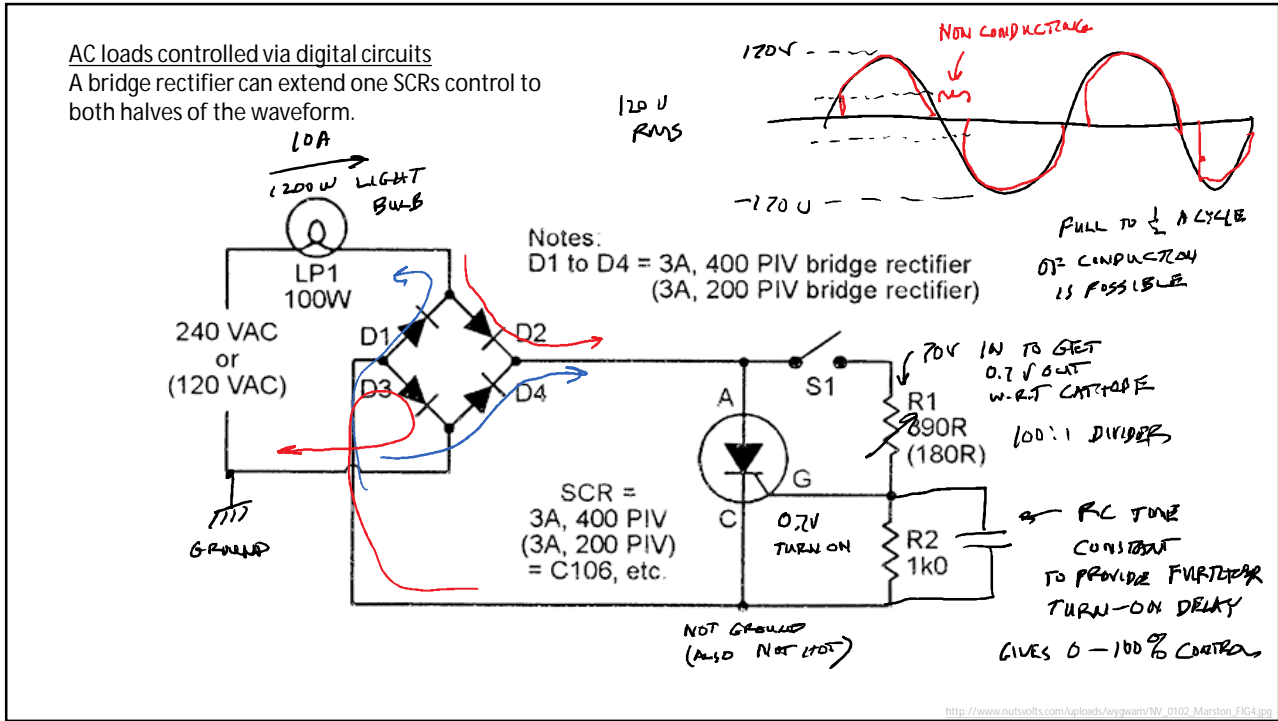 AC loads controlled via digital circuits
A bridge rectifier can extend one SCRs control to
both halves of the waveform.
NON CONDUCTING
170V
120 V
RMS
-170V
FULL TO 1/2 A CYCLE
OF CONDUCTION
IS POSSIBLE
10A
1200W LIGHT
BULB
LP1
100W
Notes:
D1 to D4 = 3A, 400 PIV bridge rectifier
(3A, 200 PIV bridge rectifier)
240 VAC
or
(120 VAC)
D1
D2
D3
D4
GROUND
S1
70V IN TO GET
0.7V OUT
W.R.T CATHODE
100:1 DIVIDER
R1
390R
(180R)
A
G
C
0.7V
TURN ON
SCR =
3A, 400 PIV
(3A, 200 PIV)
= C106, etc.
R2
1k0
RC TIME
CONSTANT
TO PROVIDE FURTHER
TURN-ON DELAY
GIVES 0-100% CONTROL
NOT GROUND
(ALSO NOT HOT)
http://www.nutsvolts.com/uploads/wygwam/NV_0102_Marston_FIG4.jpg